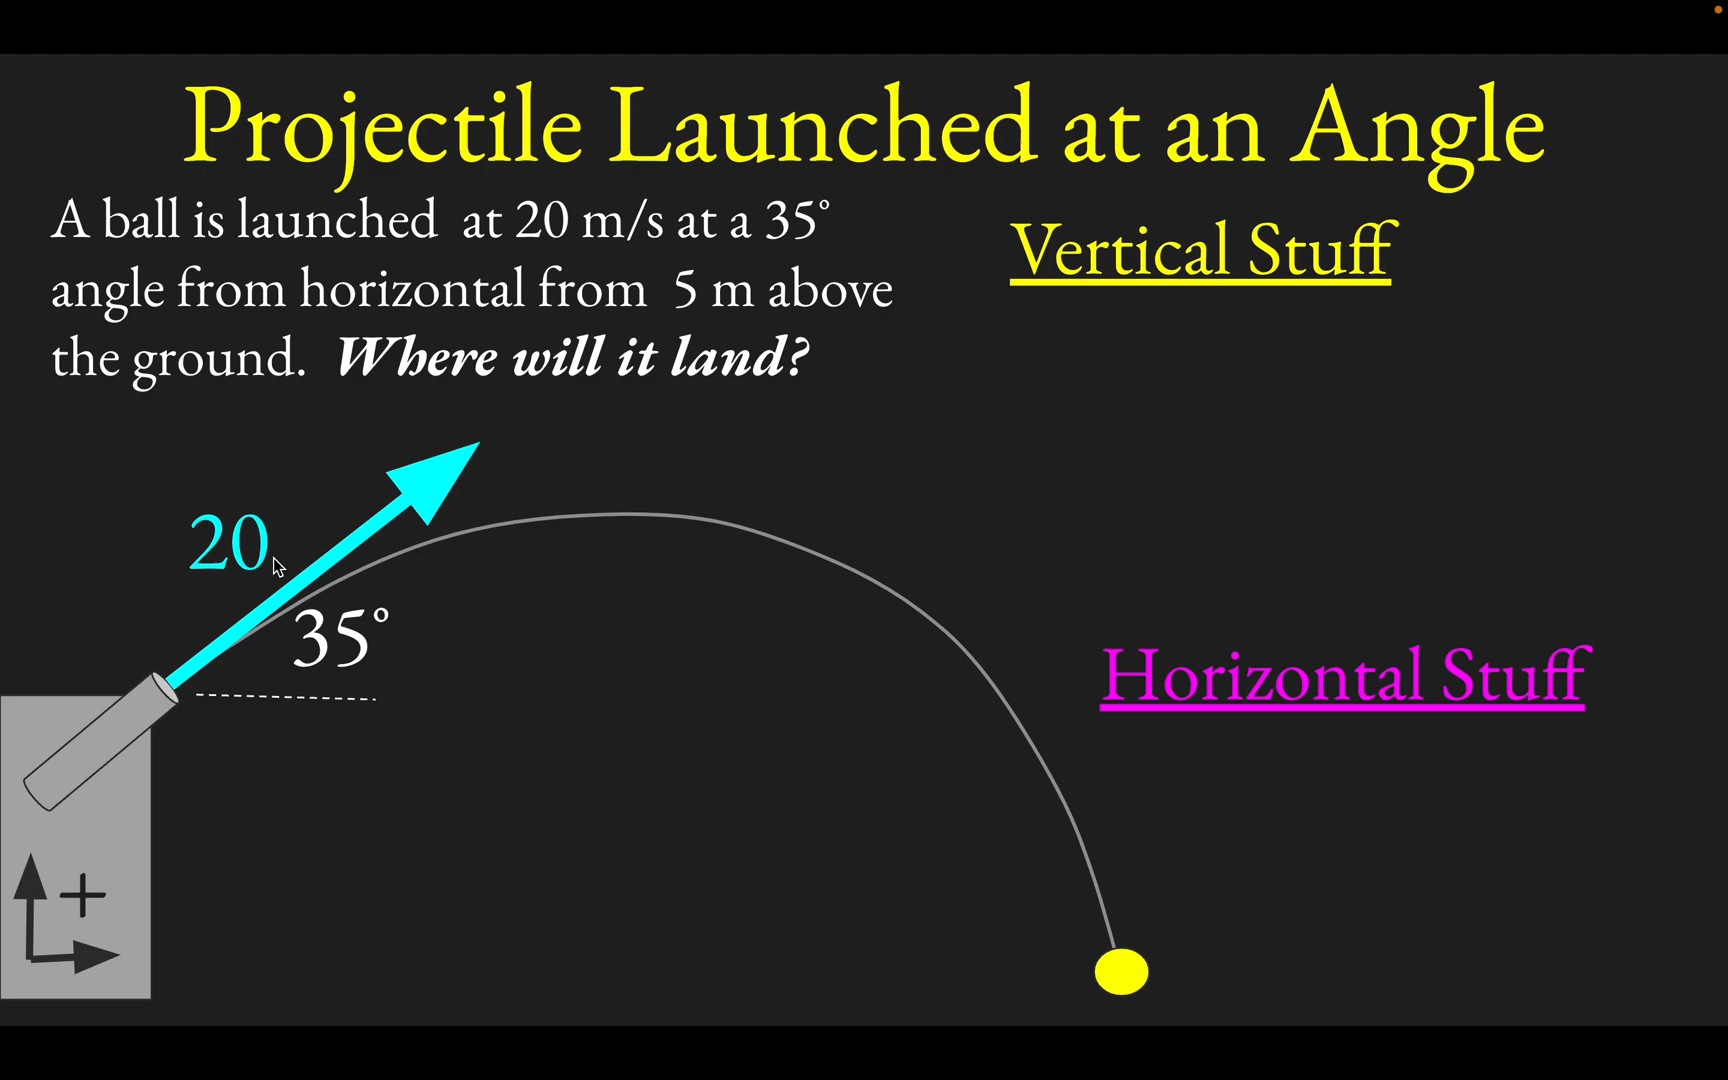 Projectile Launched at an Angle
A ball is launched at 20 m/s at a 35°
angle from horizontal from 5 m above
the ground. Where will it land?
Vertical Stuff
20
35°
Horizontal Stuff
+